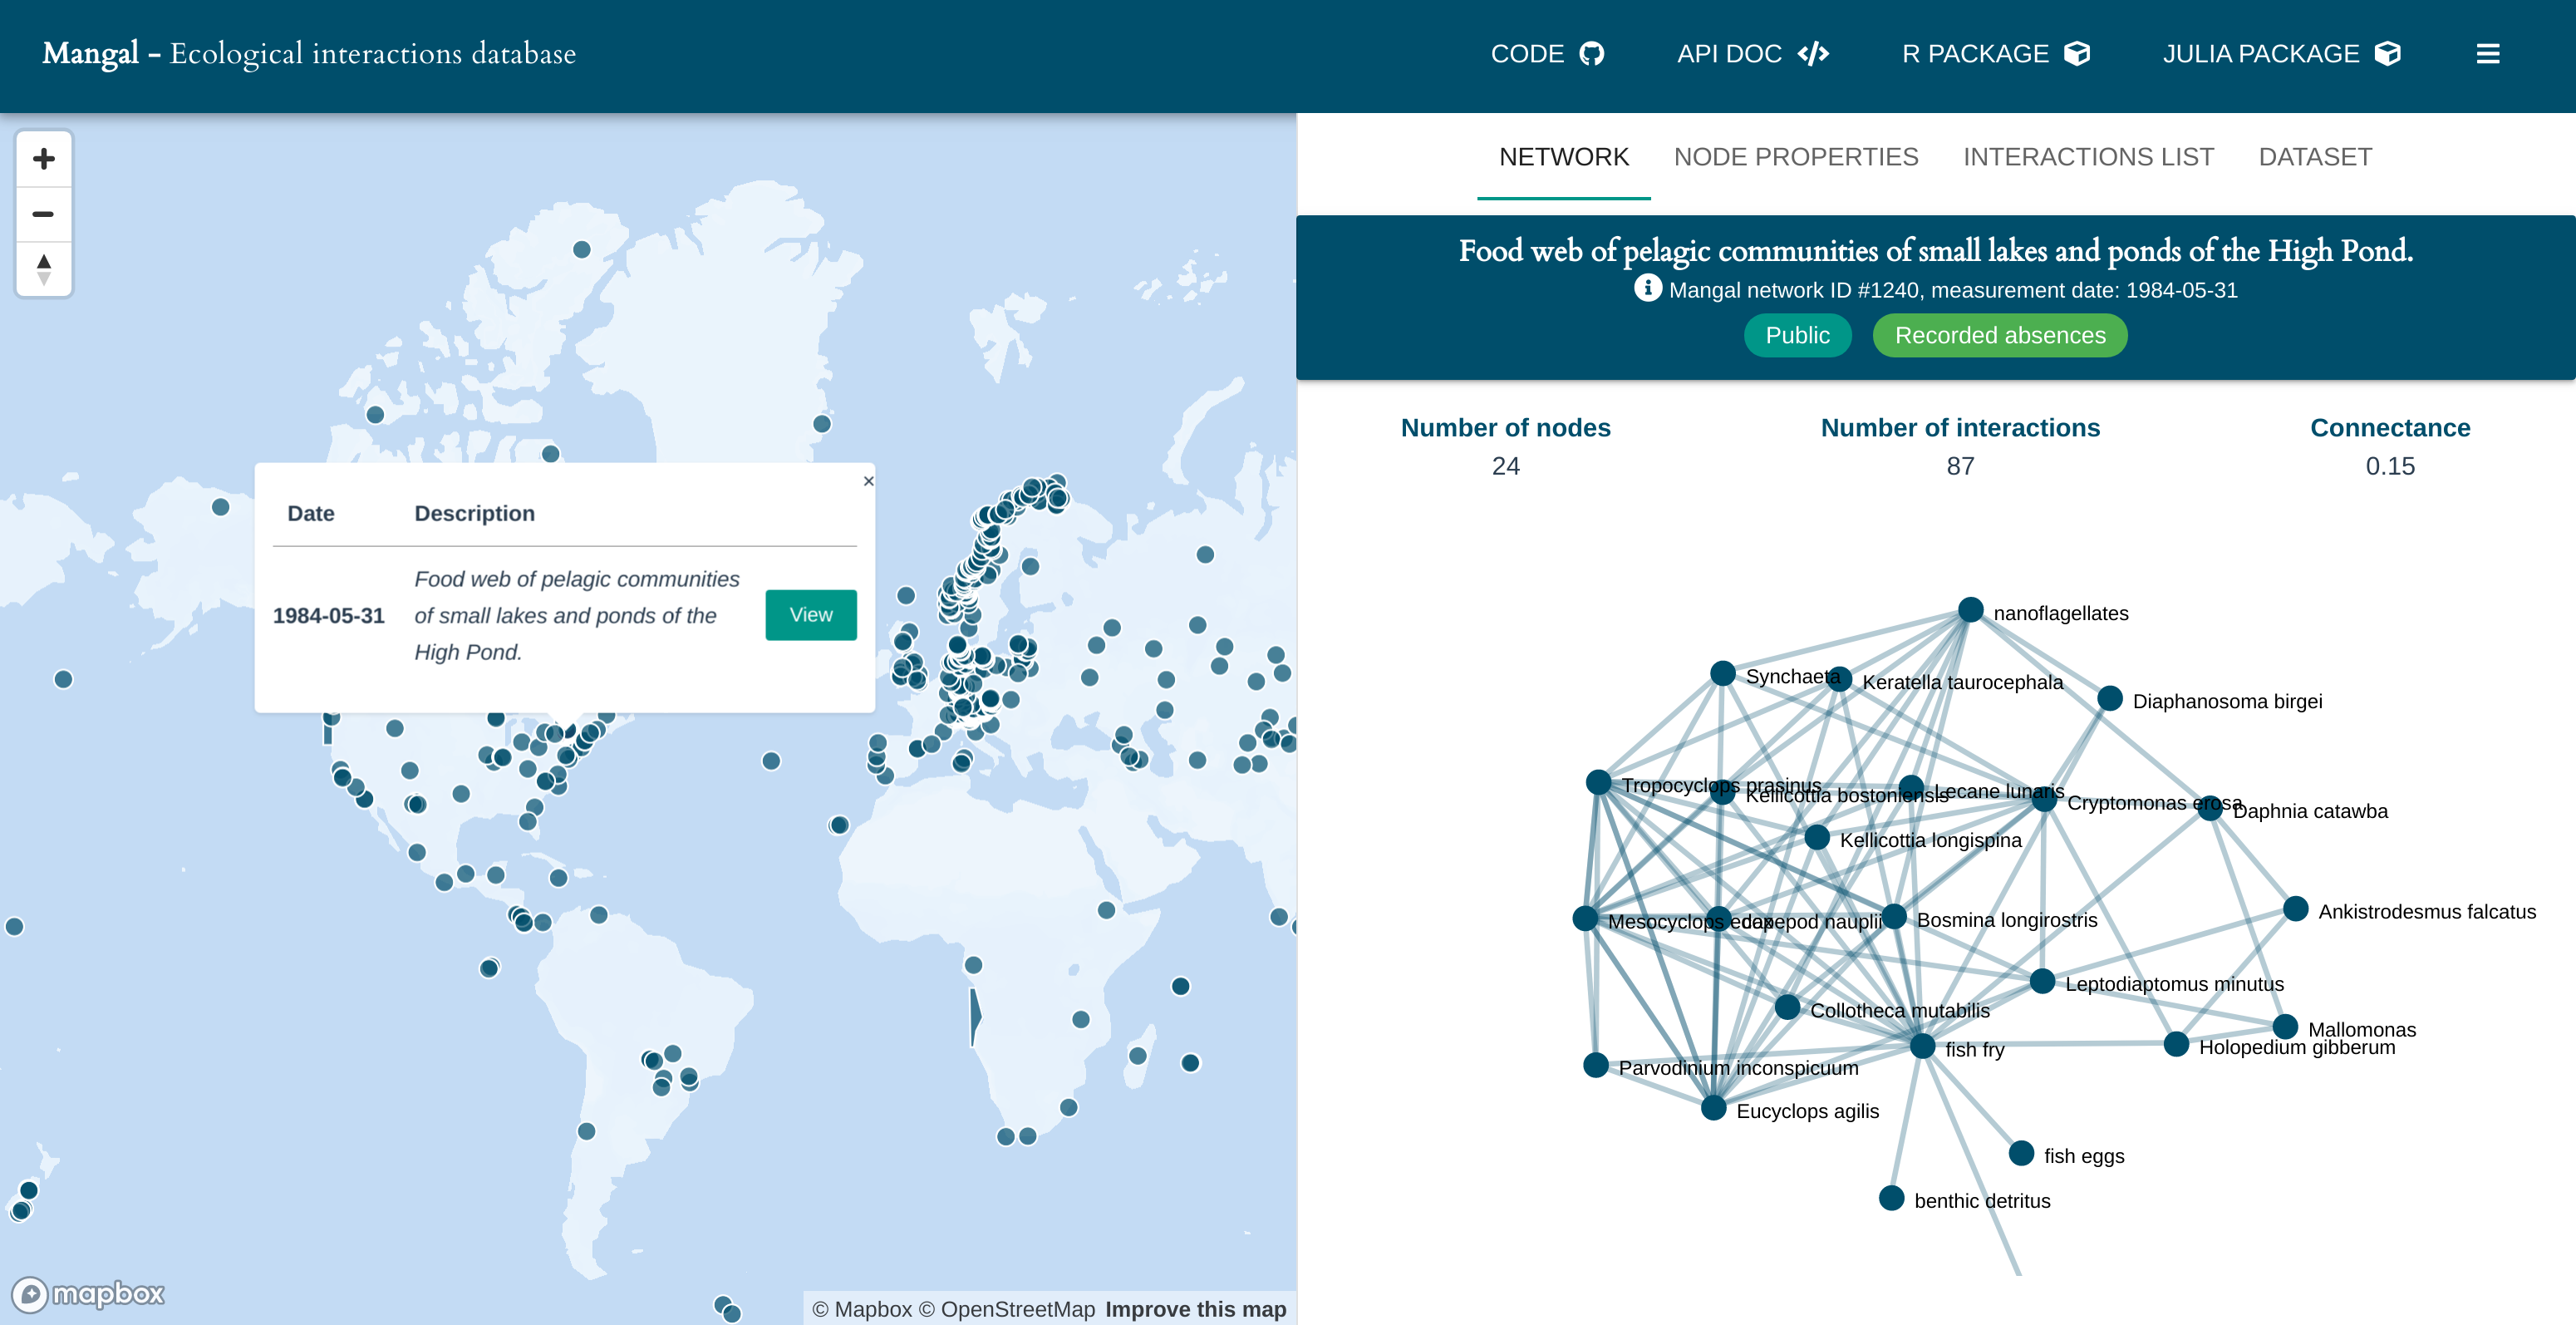 Mangal - Ecological interactions database
CODE
API DOC
R PACKAGE
JULIA PACKAGE
Date
Description
1984-05-31
Food web of pelagic communities
of small lakes and ponds of the
High Pond.
View
×
mapbox
© Mapbox © OpenStreetMap Improve this map
NETWORK
NODE PROPERTIES
INTERACTIONS LIST
DATASET
Food web of pelagic communities of small lakes and ponds of the High Pond.
Mangal network ID #1240, measurement date: 1984-05-31
Public
Recorded absences
Number of nodes
24
Number of interactions
87
Connectance
0.15
nanoflagellates
Synchaeta
Keratella taurocephala
Diaphanosoma birgei
Tropocyclops prasinus
Kellicottia bostoniensis
Lecane lunaris
Cryptomonas erosa
Daphnia catawba
Kellicottia longispina
Mesocyclops edax
copepod nauplii
Bosmina longirostris
Ankistrodesmus falcatus
Leptodiaptomus minutus
Collotheca mutabilis
Mallomonas
Holopedium gibberum
fish fry
Parvodinium inconspicuum
Eucyclops agilis
fish eggs
benthic detritus